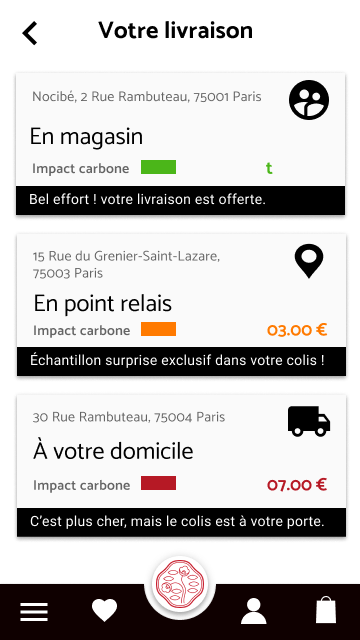 Votre livraison
Nocibé, 2 Rue Rambuteau, 75001 Paris
En magasin
Impact carbone
t
Bel effort ! votre livraison est offerte.
15 Rue du Grenier-Saint-Lazare,
75003 Paris
En point relais
Impact carbone 03.00 €
Échantillon surprise exclusif dans votre colis !
30 Rue Rambuteau, 75004 Paris
À votre domicile
Impact carbone 07.00 €
C'est plus cher, mais le colis est à votre porte.